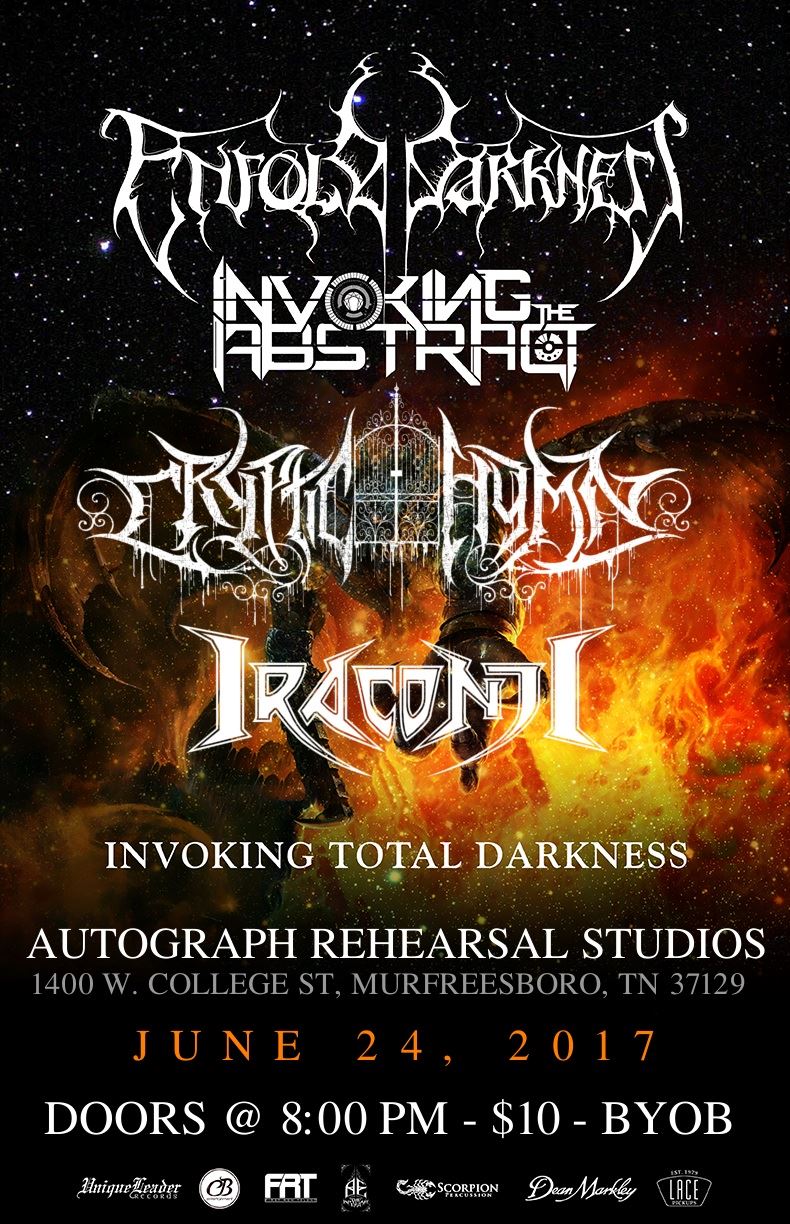 ENFOLD DARKNESS
INVOKING THE
ABSTRACT
CRYPTIC HYMN
IRACONJI
INVOKING TOTAL DARKNESS
AUTOGRAPH REHEARSAL STUDIOS
1400 W. COLLEGE ST, MURFREESBORO, TN 37129
JUNE 24, 2017
DOORS @ 8:00 PM - $10 - BYOB
Unique Leader
RECORDS
FRT
SCORPION
PERCUSSION
Dean Markley
EST. 1979
LACE
PICKUPS